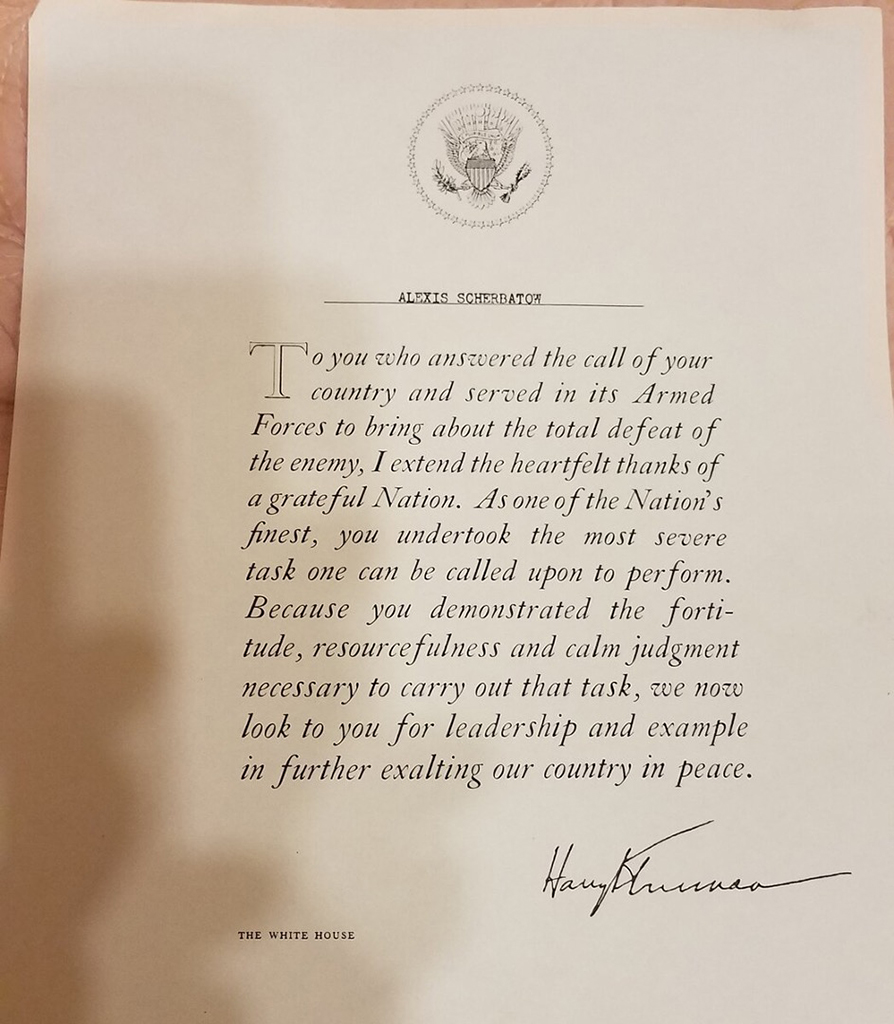 ALEXIS SCHERBATOW
To you who answered the call of your
country and served in its Armed
Forces to bring about the total defeat of
the enemy, I extend the heartfelt thanks of
a grateful Nation. As one of the Nation's
finest, you undertook the most severe
task one can be called upon to perform.
Because you demonstrated the forti-
tude, resourcefulness and calm judgment
necessary to carry out that task, we now
look to you for leadership and example
in further exalting our country in peace.
Harry Truman
THE WHITE HOUSE